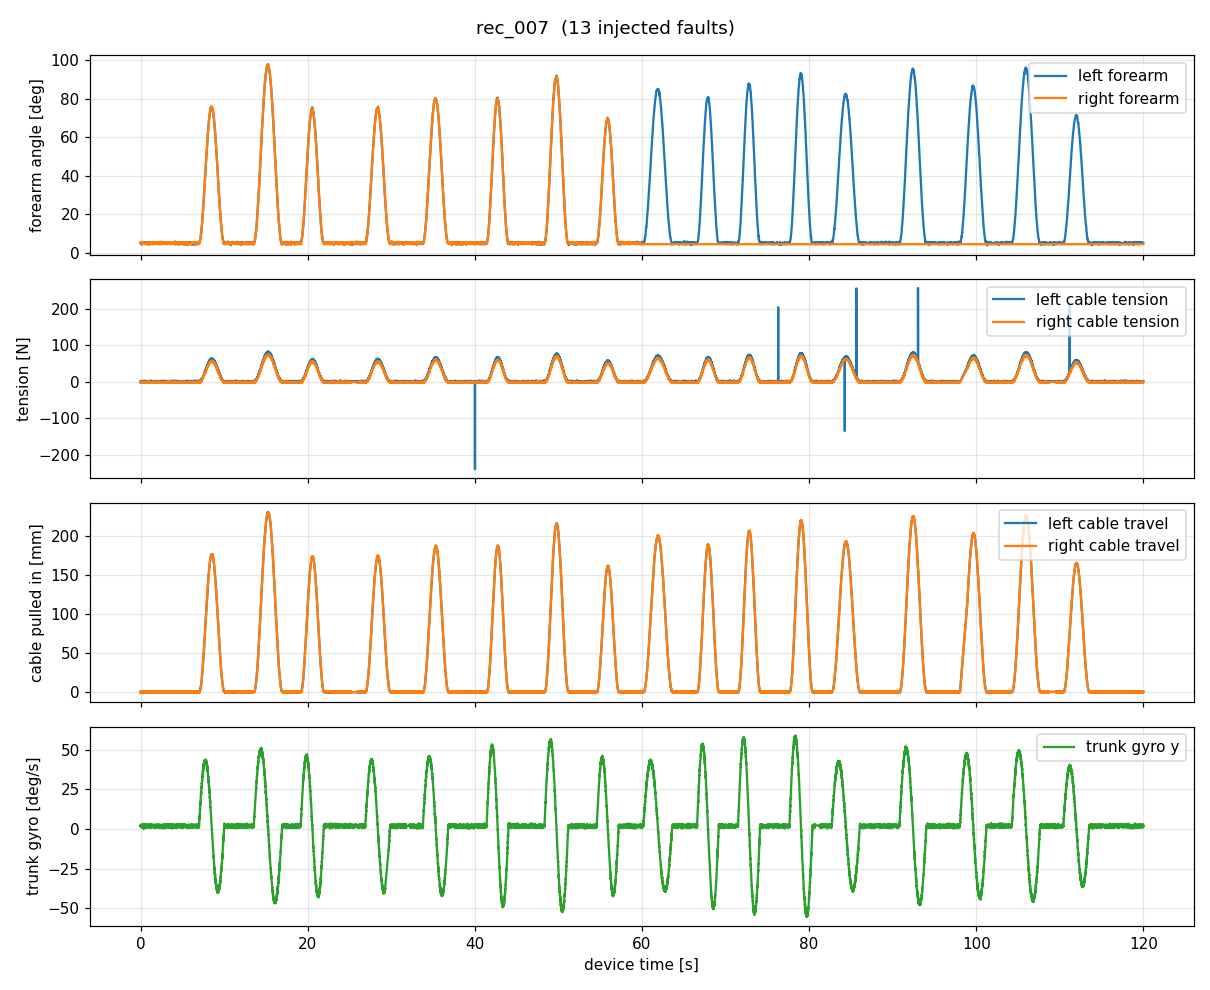 rec_007  (13 injected faults)
forearm angle [deg]
100
80
60
40
20
0
left forearm
right forearm
tension [N]
200
100
0
−100
−200
left cable tension
right cable tension
cable pulled in [mm]
200
150
100
50
0
left cable travel
right cable travel
trunk gyro [deg/s]
50
25
0
−25
−50
trunk gyro y
0 20 40 60 80 100 120
device time [s]